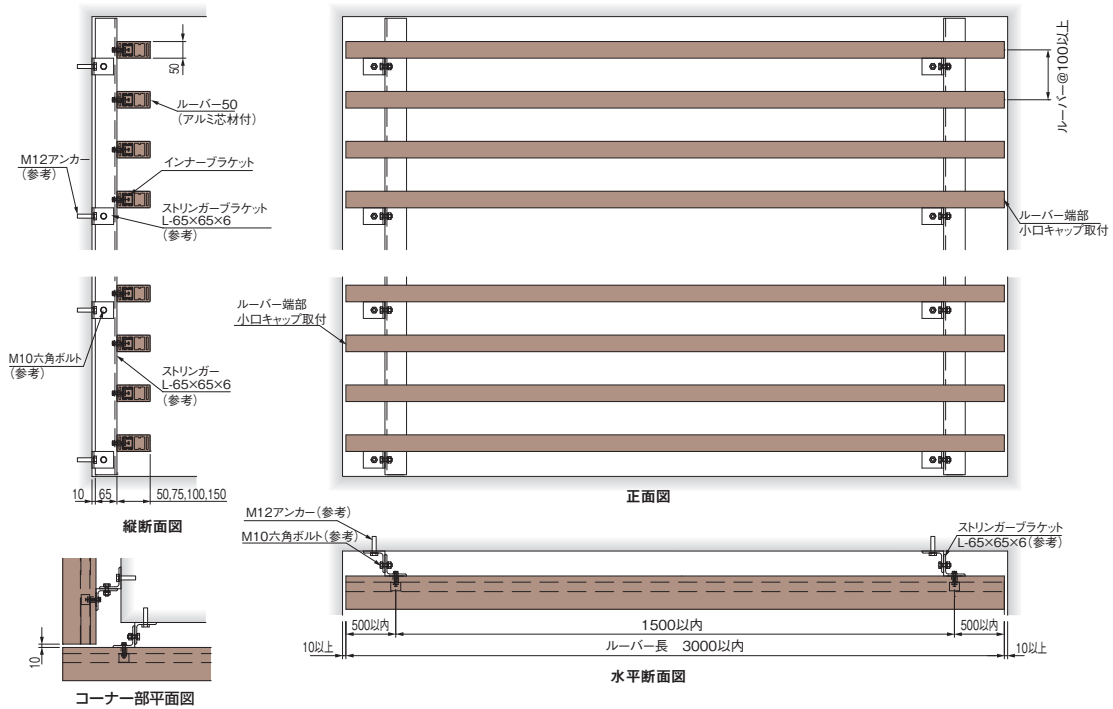 50
ルーバー50
(アルミ芯材付)
M12アンカー
(参考)
インナーブラケット
ストリンガーブラケット
L-65×65×6
(参考)
M10六角ボルト
(参考)
ストリンガー
L-65×65×6
(参考)
10
65
50,75,100,150
縦断面図
ルーバー@100以上
ルーバー端部
小口キャップ取付
ルーバー端部
小口キャップ取付
正面図
M12アンカー(参考)
M10六角ボルト(参考)
ストリンガーブラケット
L-65×65×6(参考)
500以内
1500以内
500以内
10以上
ルーバー長 3000以内
10以上
水平断面図
10
コーナー部平面図